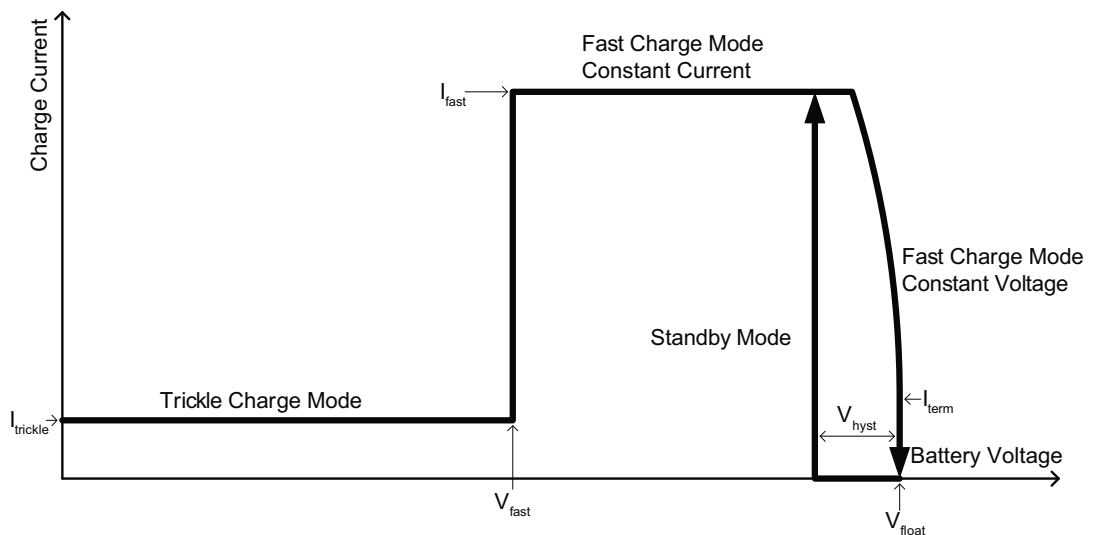 Charge Current
Fast Charge Mode
Constant Current
I_fast
Fast Charge Mode
Constant Voltage
Standby Mode
Trickle Charge Mode
I_trickle
I_term
V_hyst
Battery Voltage
V_fast
V_float